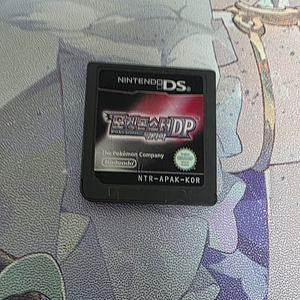 NINTENDO DS
포켓몬스터DP
The Pokémon Company
Nintendo
NTR-APAK-KOR